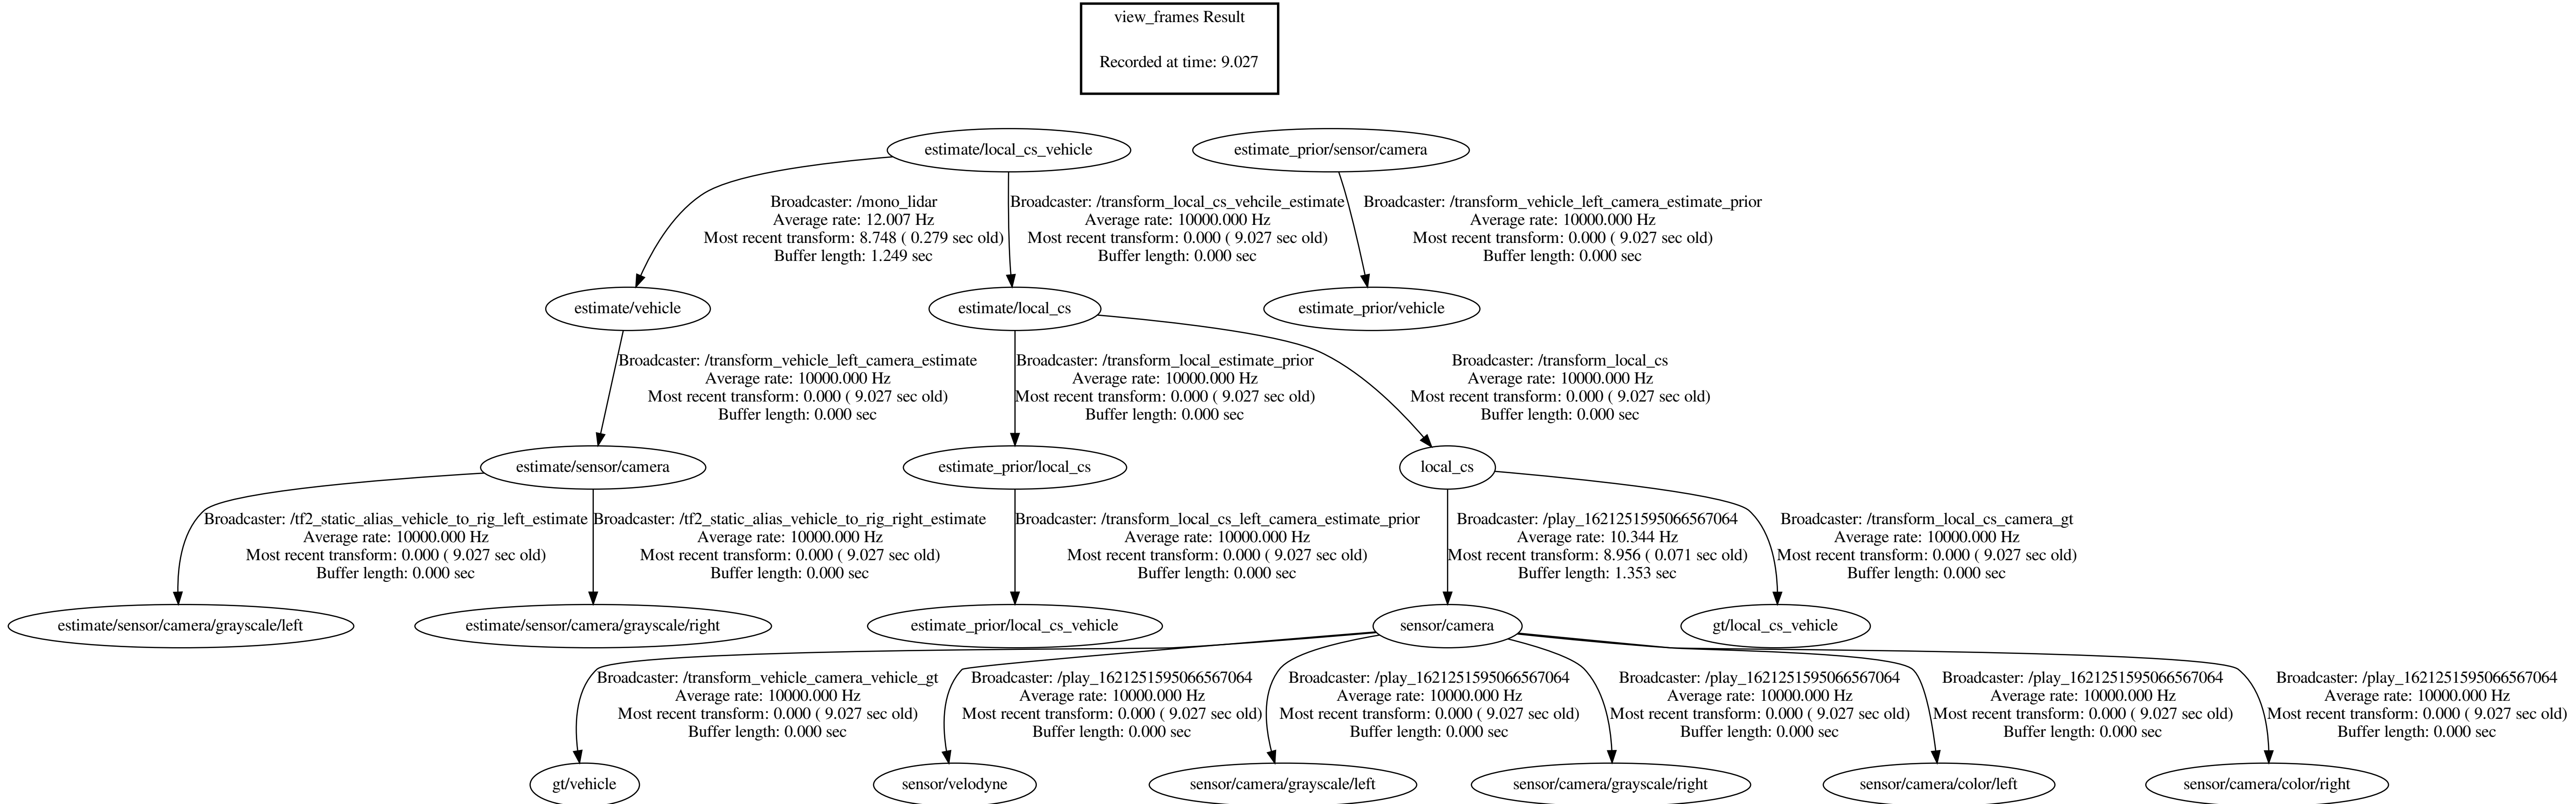 view_frames Result
Recorded at time: 9.027
estimate/local_cs_vehicle
estimate_prior/sensor/camera
Broadcaster: /mono_lidar
Average rate: 12.007 Hz
Most recent transform: 8.748 ( 0.279 sec old)
Buffer length: 1.249 sec
Broadcaster: /transform_local_cs_vehcile_estimate
Average rate: 10000.000 Hz
Most recent transform: 0.000 ( 9.027 sec old)
Buffer length: 0.000 sec
Broadcaster: /transform_vehicle_left_camera_estimate_prior
Average rate: 10000.000 Hz
Most recent transform: 0.000 ( 9.027 sec old)
Buffer length: 0.000 sec
estimate/vehicle
estimate/local_cs
estimate_prior/vehicle
Broadcaster: /transform_vehicle_left_camera_estimate
Average rate: 10000.000 Hz
Most recent transform: 0.000 ( 9.027 sec old)
Buffer length: 0.000 sec
Broadcaster: /transform_local_estimate_prior
Average rate: 10000.000 Hz
Most recent transform: 0.000 ( 9.027 sec old)
Buffer length: 0.000 sec
Broadcaster: /transform_local_cs
Average rate: 10000.000 Hz
Most recent transform: 0.000 ( 9.027 sec old)
Buffer length: 0.000 sec
estimate/sensor/camera
estimate_prior/local_cs
local_cs
Broadcaster: /tf2_static_alias_vehicle_to_rig_left_estimate
Average rate: 10000.000 Hz
Most recent transform: 0.000 ( 9.027 sec old)
Buffer length: 0.000 sec
Broadcaster: /tf2_static_alias_vehicle_to_rig_right_estimate
Average rate: 10000.000 Hz
Most recent transform: 0.000 ( 9.027 sec old)
Buffer length: 0.000 sec
Broadcaster: /transform_local_cs_left_camera_estimate_prior
Average rate: 10000.000 Hz
Most recent transform: 0.000 ( 9.027 sec old)
Buffer length: 0.000 sec
Broadcaster: /play_1621251595066567064
Average rate: 10.344 Hz
Most recent transform: 8.956 ( 0.071 sec old)
Buffer length: 1.353 sec
Broadcaster: /transform_local_cs_camera_gt
Average rate: 10000.000 Hz
Most recent transform: 0.000 ( 9.027 sec old)
Buffer length: 0.000 sec
estimate/sensor/camera/grayscale/left
estimate/sensor/camera/grayscale/right
estimate_prior/local_cs_vehicle
sensor/camera
gt/local_cs_vehicle
Broadcaster: /transform_vehicle_camera_vehicle_gt
Average rate: 10000.000 Hz
Most recent transform: 0.000 ( 9.027 sec old)
Buffer length: 0.000 sec
Broadcaster: /play_1621251595066567064
Average rate: 10000.000 Hz
Most recent transform: 0.000 ( 9.027 sec old)
Buffer length: 0.000 sec
Broadcaster: /play_1621251595066567064
Average rate: 10000.000 Hz
Most recent transform: 0.000 ( 9.027 sec old)
Buffer length: 0.000 sec
Broadcaster: /play_1621251595066567064
Average rate: 10000.000 Hz
Most recent transform: 0.000 ( 9.027 sec old)
Buffer length: 0.000 sec
Broadcaster: /play_1621251595066567064
Average rate: 10000.000 Hz
Most recent transform: 0.000 ( 9.027 sec old)
Buffer length: 0.000 sec
Broadcaster: /play_1621251595066567064
Average rate: 10000.000 Hz
Most recent transform: 0.000 ( 9.027 sec old)
Buffer length: 0.000 sec
gt/vehicle
sensor/velodyne
sensor/camera/grayscale/left
sensor/camera/grayscale/right
sensor/camera/color/left
sensor/camera/color/right